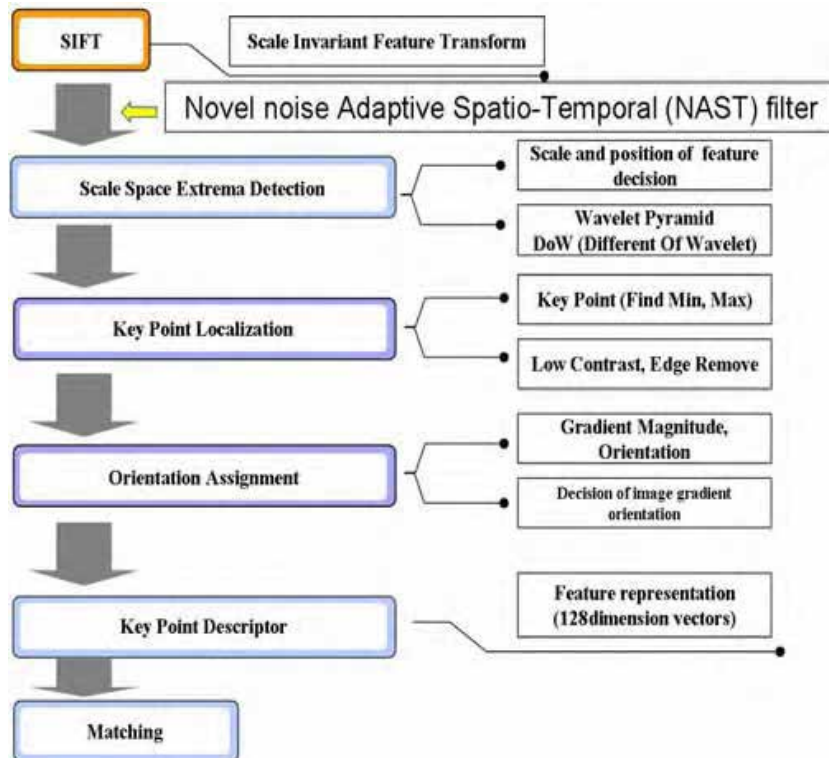 SIFT
Scale Invariant Feature Transform
Novel noise Adaptive Spatio-Temporal (NAST) filter
Scale Space Extrema Detection
Scale and position of feature
decision
Wavelet Pyramid
DoW (Different Of Wavelet)
Key Point Localization
Key Point (Find Min, Max)
Low Contrast, Edge Remove
Orientation Assignment
Gradient Magnitude,
Orientation
Decision of image gradient
orientation
Key Point Descriptor
Feature representation
(128dimension vectors)
Matching